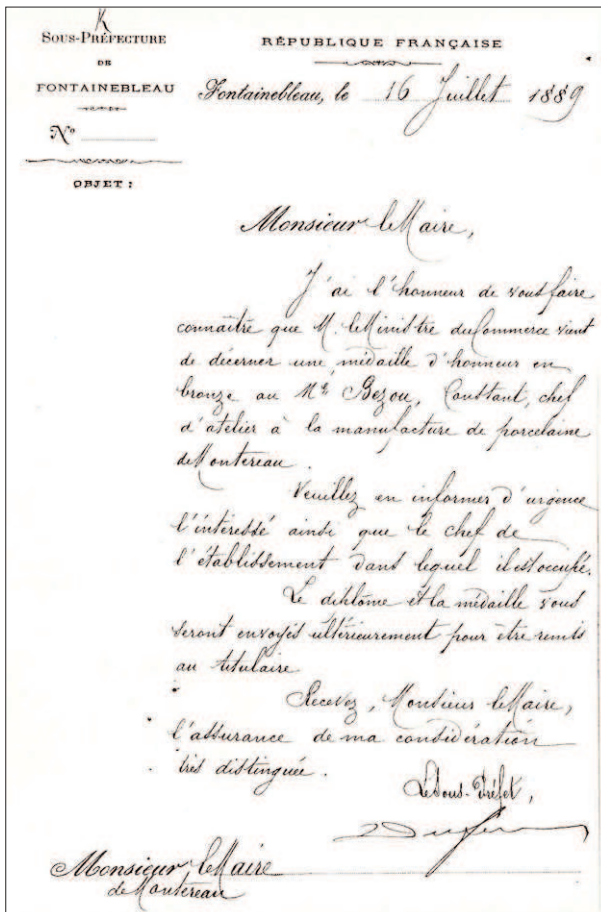 K
SOUS-PRÉFECTURE
DE
FONTAINEBLEAU
Nº
OBJET :
RÉPUBLIQUE FRANÇAISE
Fontainebleau, le 16 Juillet 1889
Monsieur le Maire,
J'ai l'honneur de vous faire
connaître que M. le Ministre du Commerce vient
de décerner une médaille d'honneur en
bronze au Mr Bezou, Constant, chef
d'atelier à la manufacture de porcelaine
de Montereau.
Veuillez en informer d'urgence
l'intéressé ainsi que le chef de
l'établissement dans lequel il est occupé.
Le diplôme et la médaille vous
seront envoyés ultérieurement pour être remis
au titulaire
Recevez, Monsieur le Maire,
l'assurance de ma considération
très distinguée.
Le Sous-Préfet,
Monsieur le Maire
de Montereau